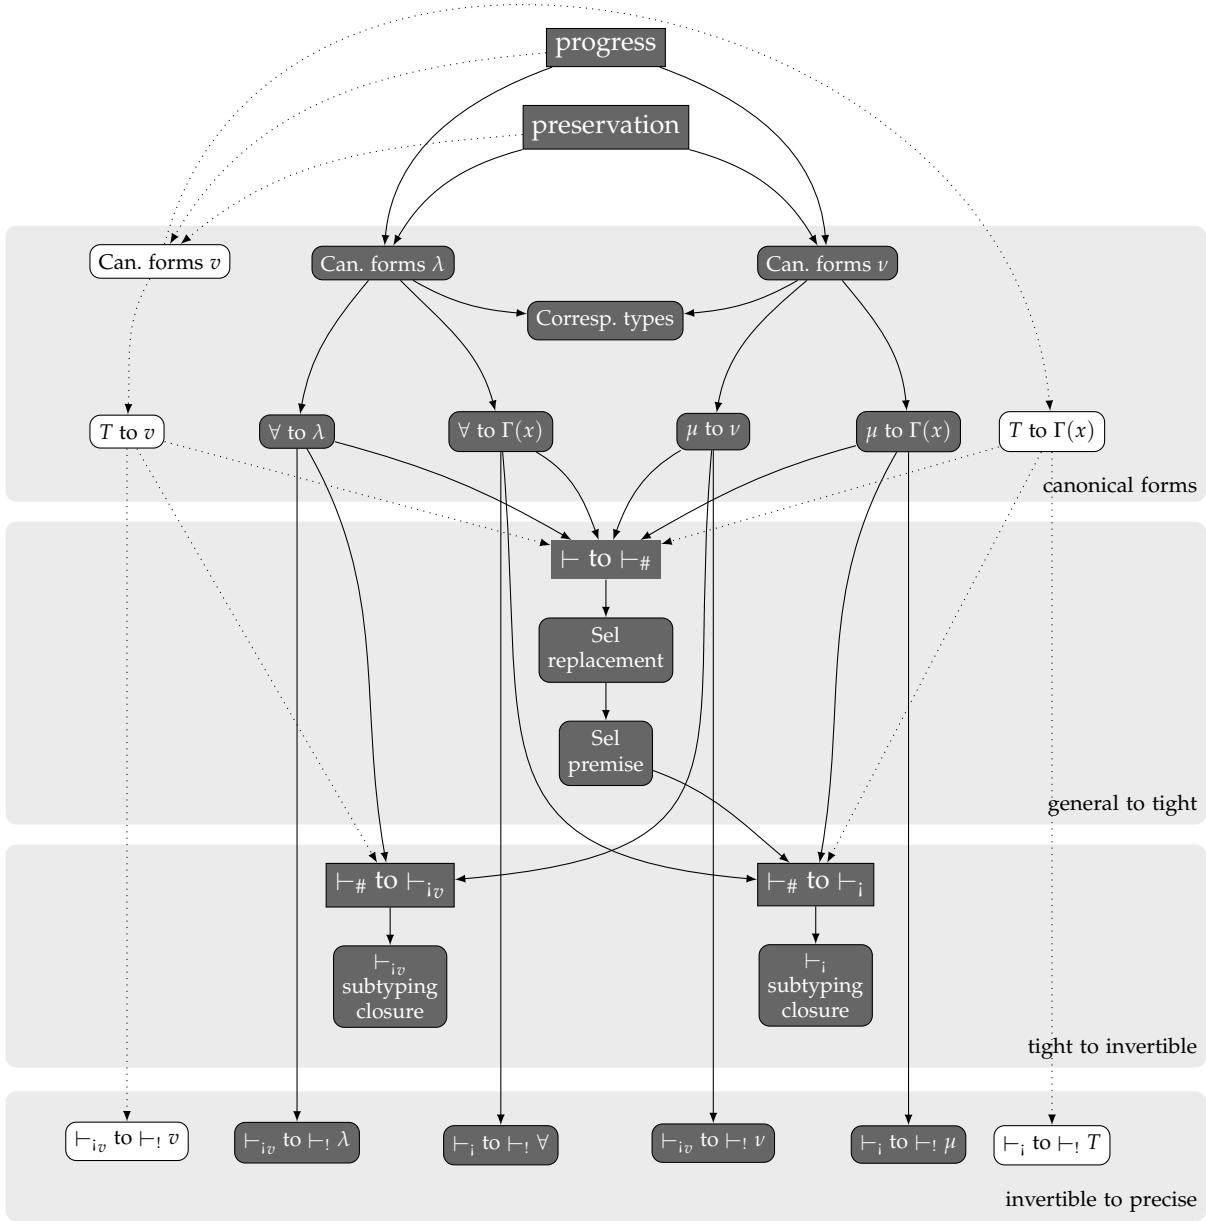 progress
preservation
Can. forms v
Can. forms λ
Can. forms ν
Corresp. types
T to v
∀ to λ
∀ to Γ(x)
μ to ν
μ to Γ(x)
T to Γ(x)
canonical forms
⊢ to ⊢#
Sel
replacement
Sel
premise
general to tight
⊢# to ⊢¡v
⊢# to ⊢¡
⊢¡v
subtyping
closure
⊢¡
subtyping
closure
tight to invertible
⊢¡v to ⊢! v
⊢¡v to ⊢! λ
⊢¡ to ⊢! ∀
⊢¡v to ⊢! ν
⊢¡ to ⊢! μ
⊢¡ to ⊢! T
invertible to precise